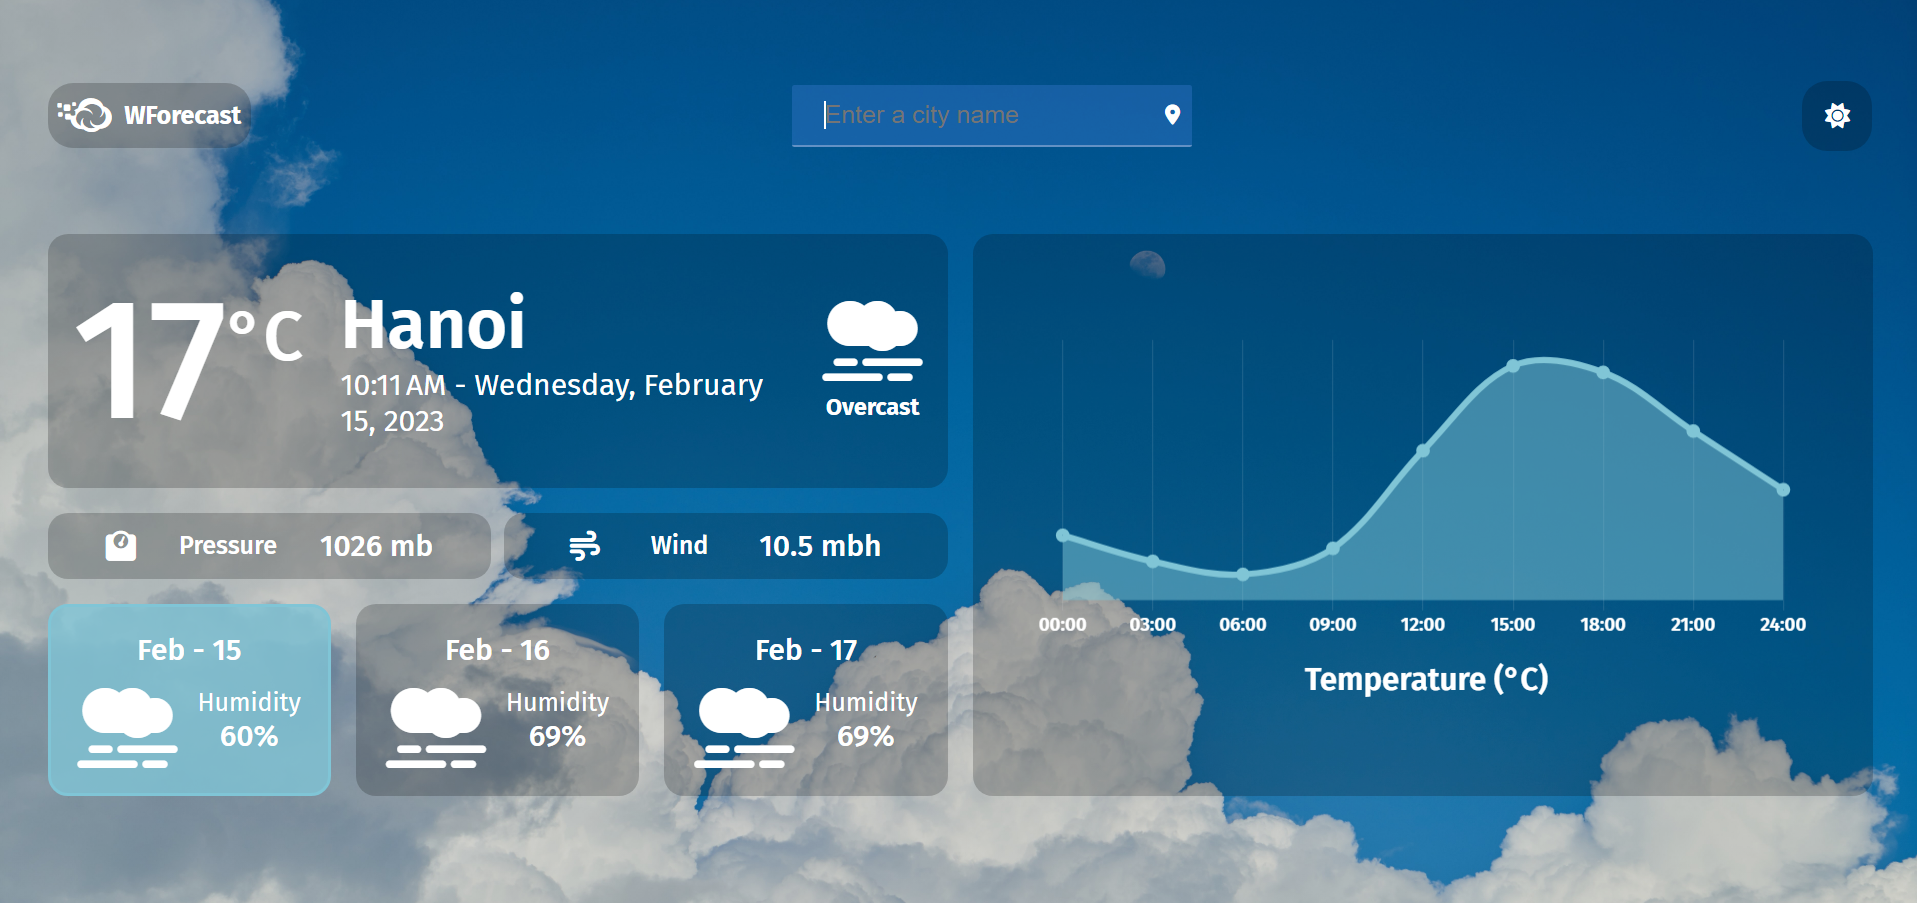 WForecast
Enter a city name
17°C
Hanoi
10:11 AM - Wednesday, February
15, 2023
Overcast
Pressure 1026 mb
Wind 10.5 mbh
Feb - 15
Humidity
60%
Feb - 16
Humidity
69%
Feb - 17
Humidity
69%
00:00 03:00 06:00 09:00 12:00 15:00 18:00 21:00 24:00
Temperature (°C)